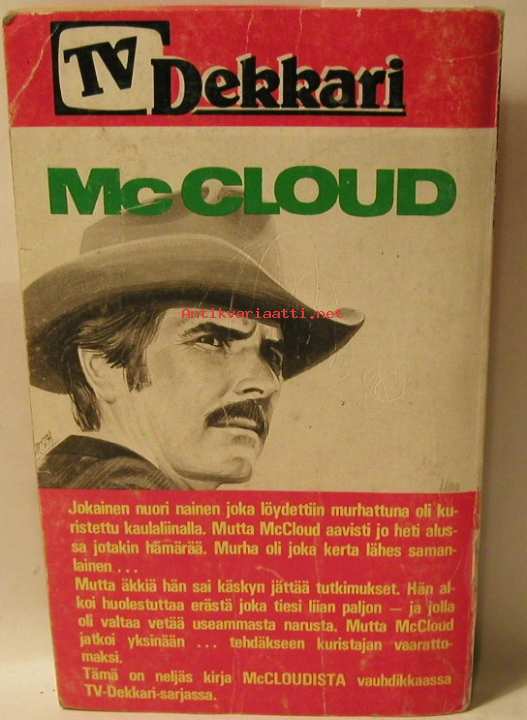 TV Dekkari
McCLOUD
Antikvariaatti.net
Jokainen nuori nainen joka löydettiin murhattuna oli ku-
ristettu kaulaliinalla. Mutta McCloud aavisti jo heti alus-
sa jotakin hämärää. Murha oli joka kerta lähes saman-
lainen . . .
Mutta äkkiä hän sai käskyn jättää tutkimukset. Hän al-
koi huolestuttaa erästä joka tiesi liian paljon — ja jolla
oli valtaa vetää useammasta narusta. Mutta McCloud
jatkoi yksinään . . . tehdäkseen kuristajan vaaratto-
maksi.
Tämä on neljäs kirja McCLOUDISTA vauhdikkaassa
TV-Dekkari-sarjassa.